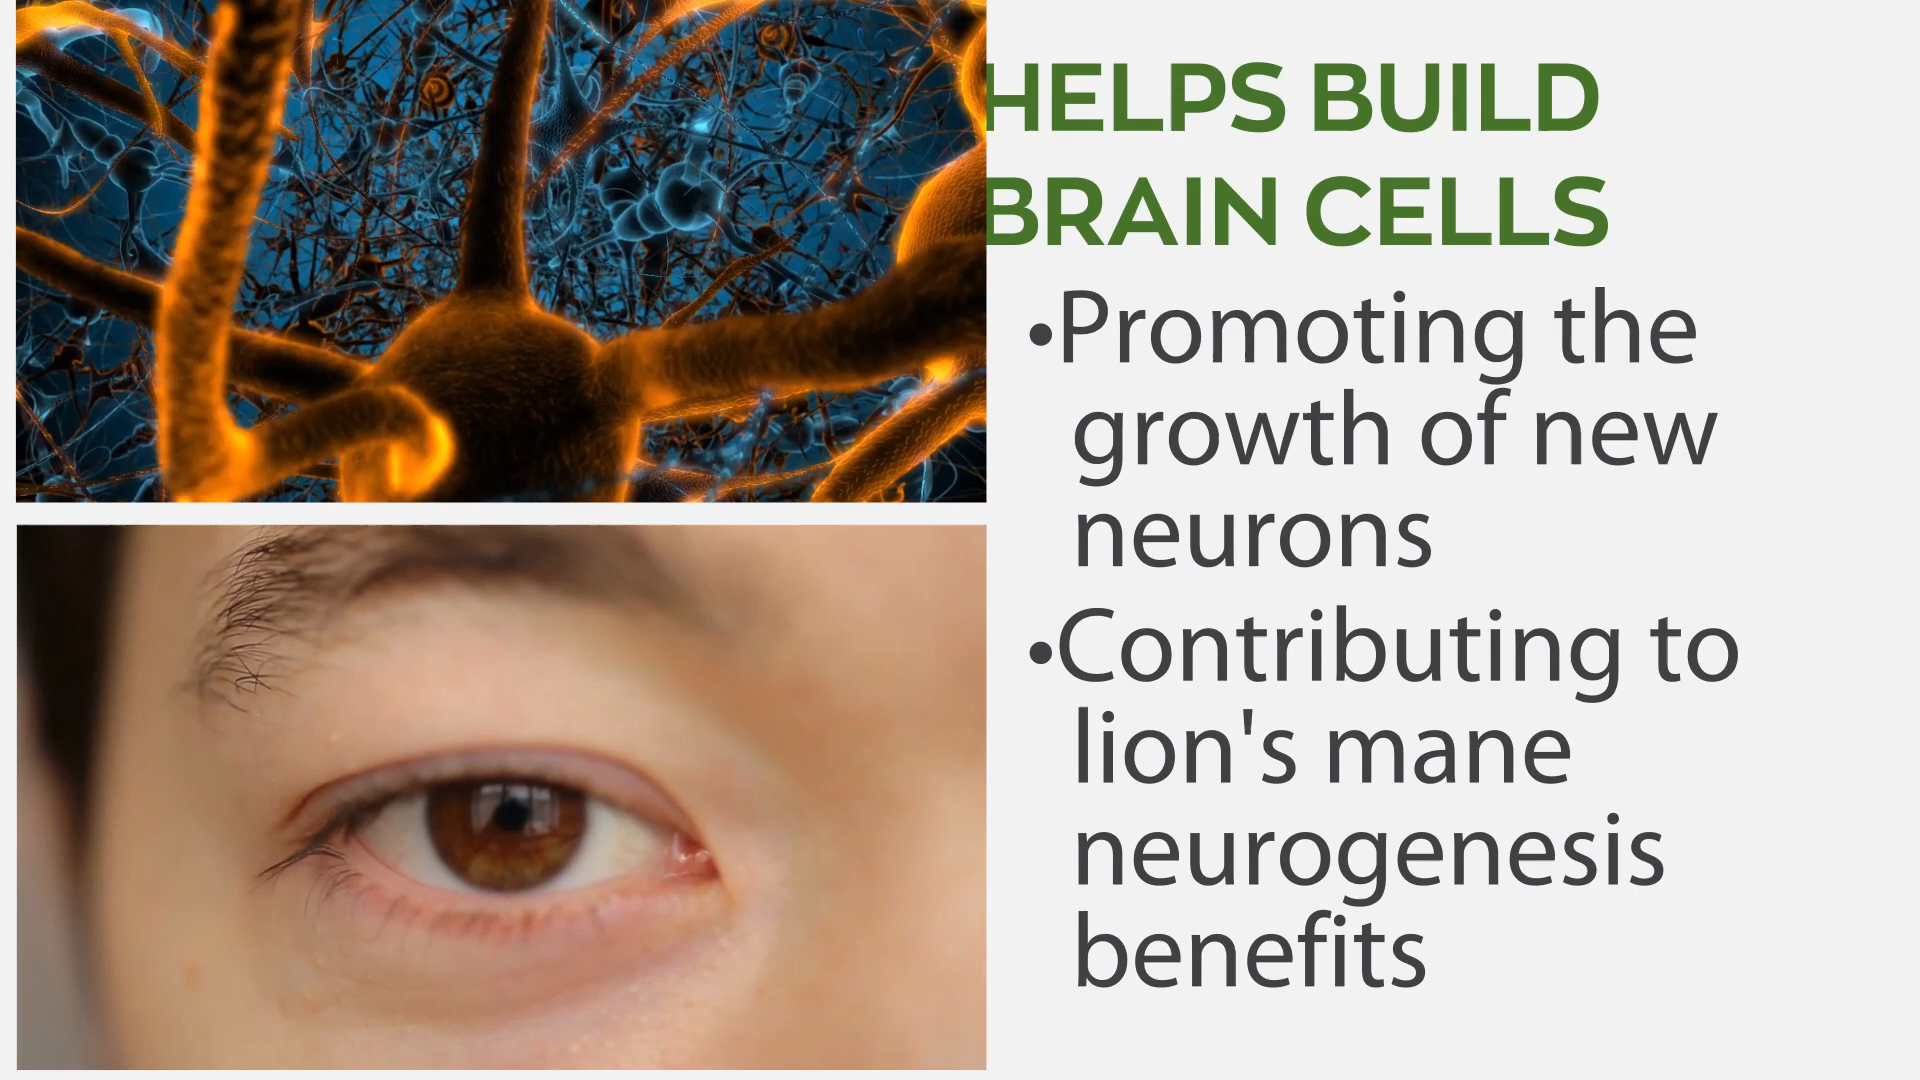 HELPS BUILD
BRAIN CELLS
•Promoting the
growth of new
neurons
•Contributing to
lion's mane
neurogenesis
benefits